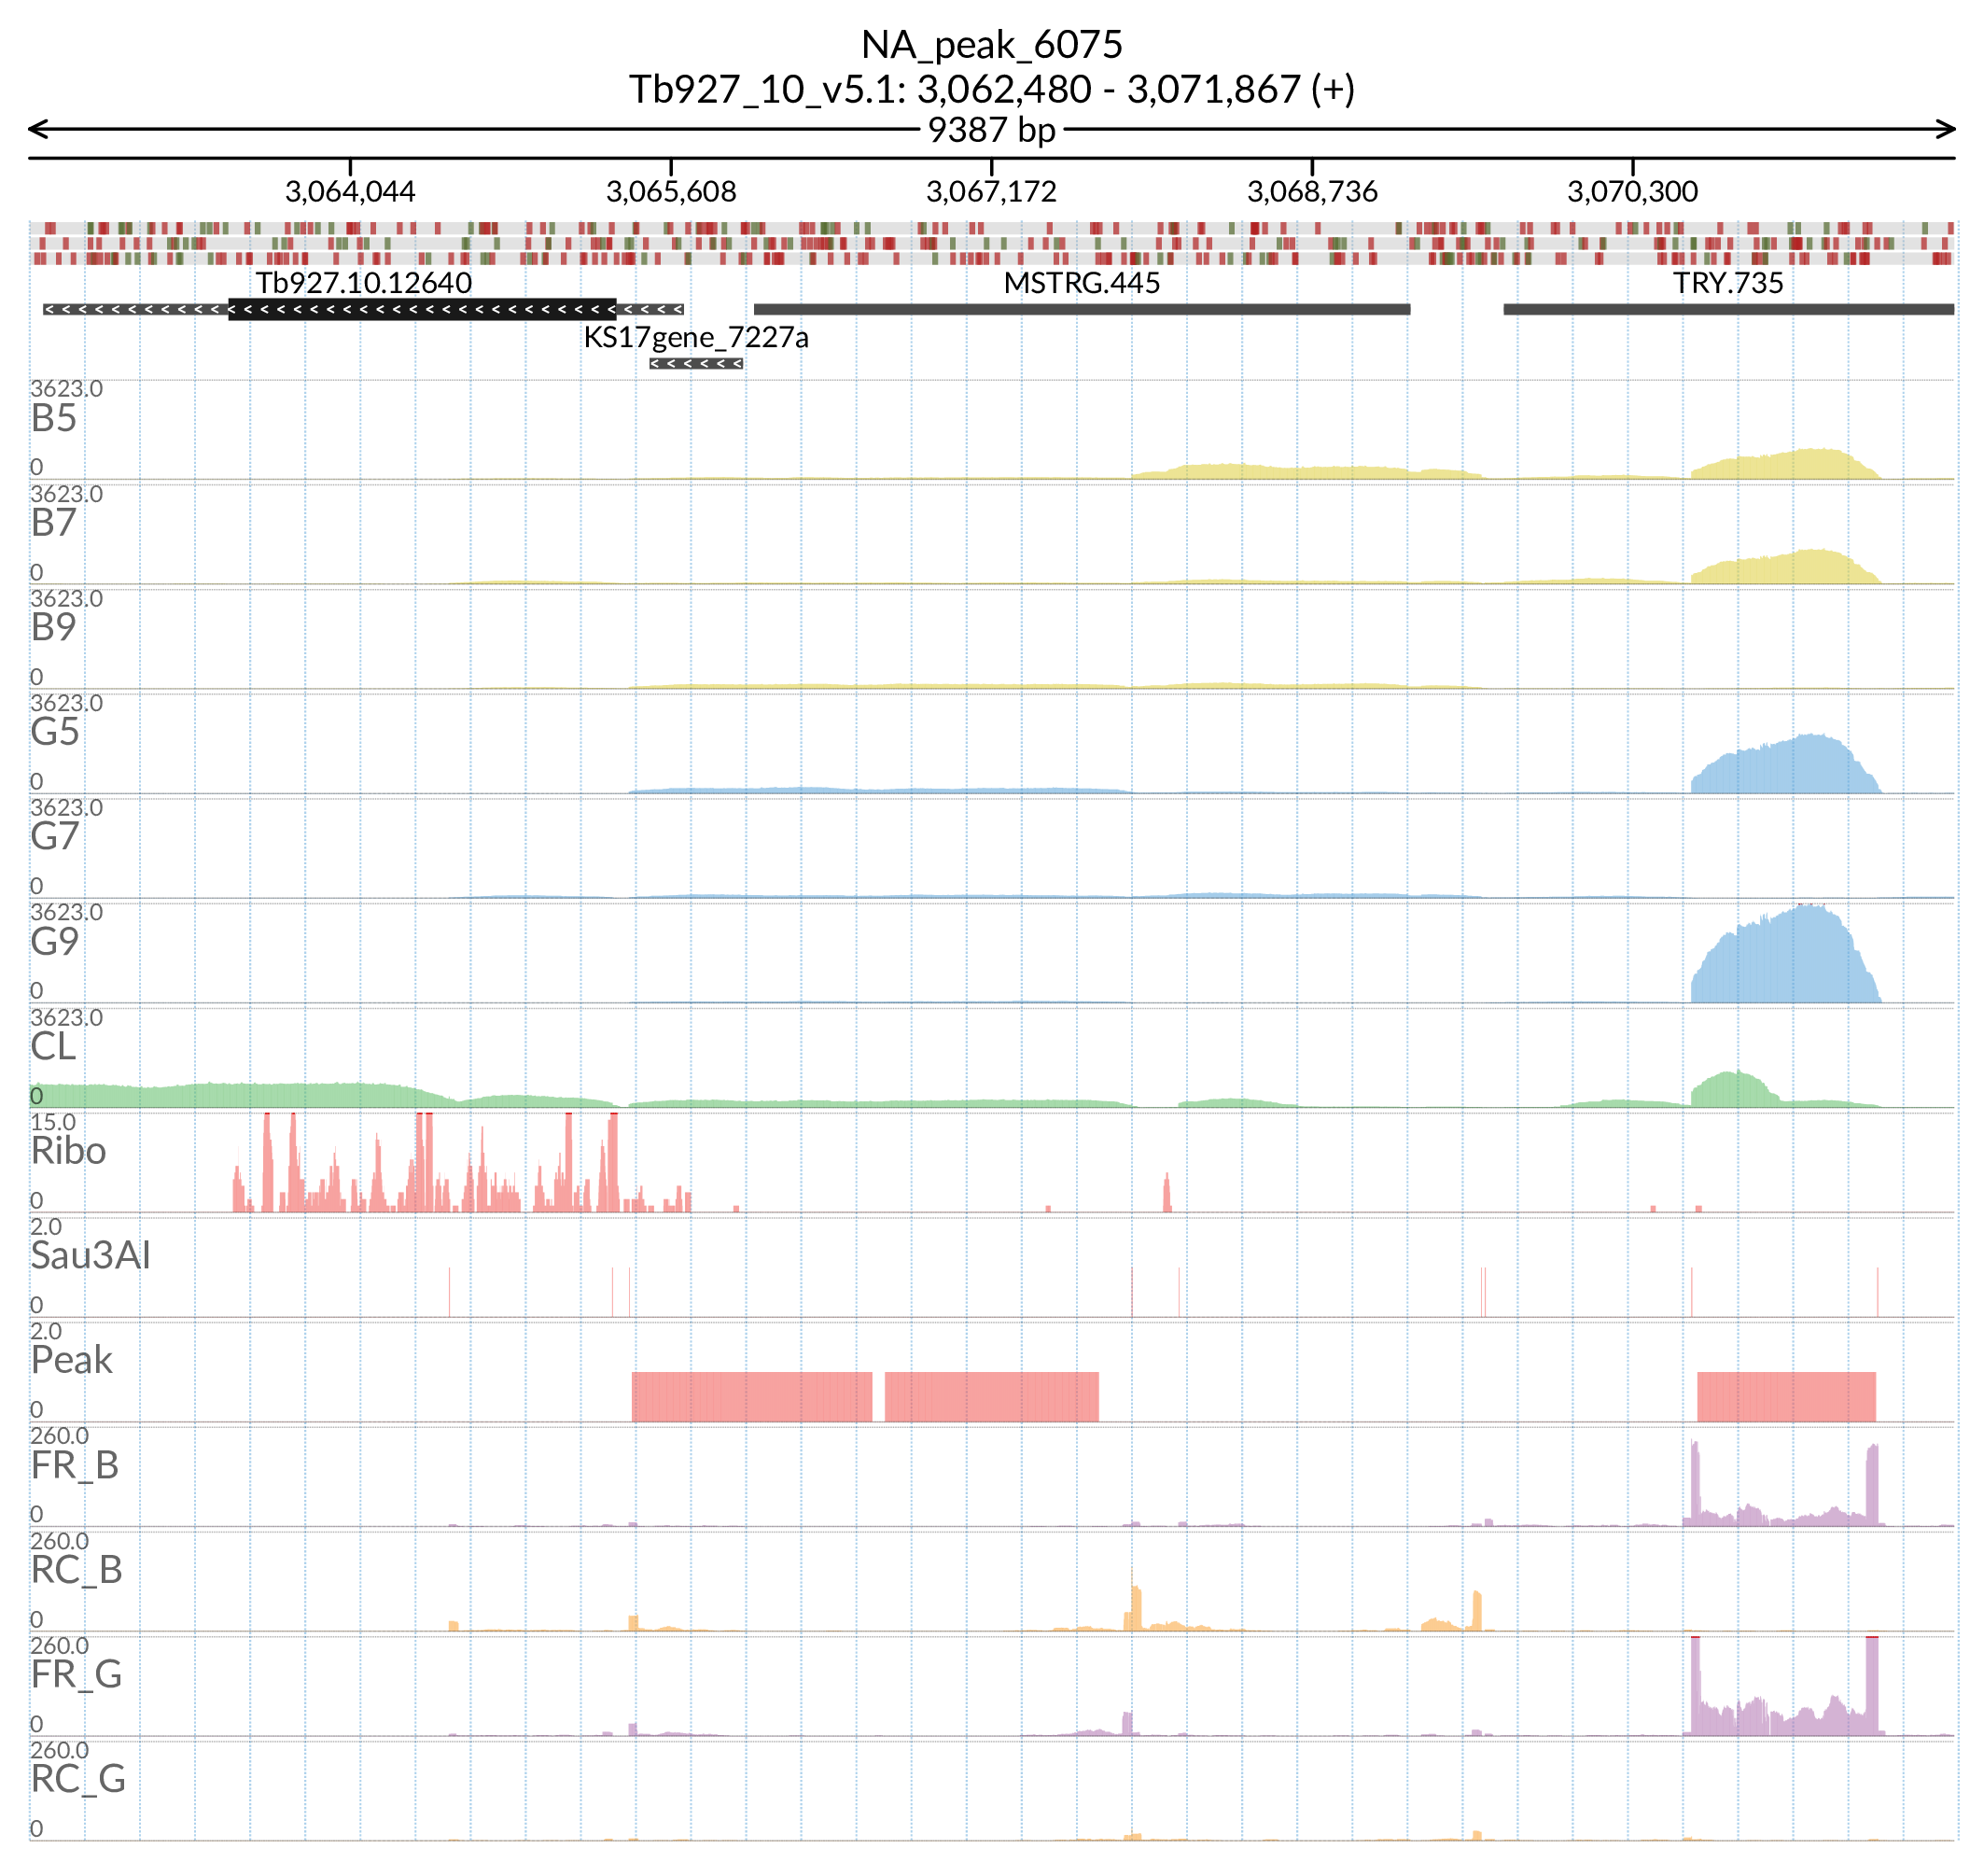 NA_peak_6075
Tb927_10_v5.1: 3,062,480 - 3,071,867 (+)
9387 bp
3,064,044 3,065,608 3,067,172 3,068,736 3,070,300
Tb927.10.12640 MSTRG.445 TRY.735
KS17gene_7227a
3623.0
B5
0
3623.0
B7
0
3623.0
B9
0
3623.0
G5
0
3623.0
G7
0
3623.0
G9
0
3623.0
CL
0
15.0
Ribo
0
2.0
Sau3AI
0
2.0
Peak
0
260.0
FR_B
0
260.0
RC_B
0
260.0
FR_G
0
260.0
RC_G
0